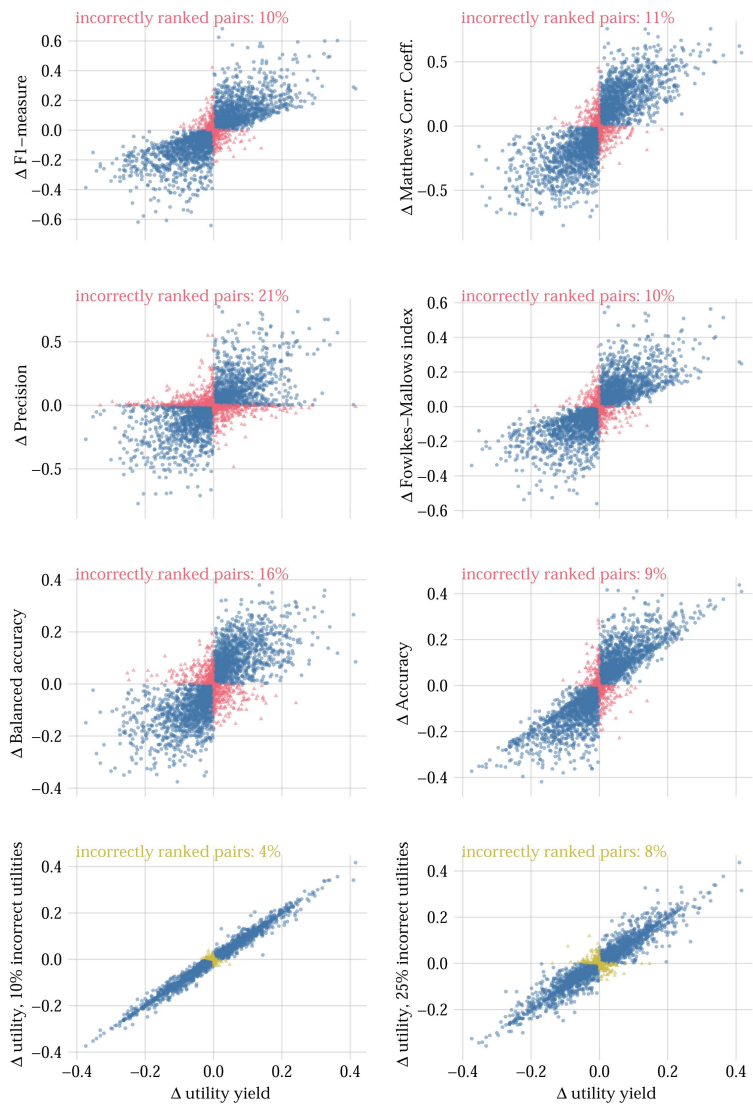 incorrectly ranked pairs: 10%
0.6
0.4
0.2
0.0
−0.2
−0.4
−0.6
Δ F1−measure
incorrectly ranked pairs: 11%
0.5
0.0
−0.5
Δ Matthews Corr. Coeff.
incorrectly ranked pairs: 21%
0.5
0.0
−0.5
Δ Precision
incorrectly ranked pairs: 10%
0.6
0.4
0.2
0.0
−0.2
−0.4
−0.6
Δ Fowlkes−Mallows index
incorrectly ranked pairs: 16%
0.4
0.2
0.0
−0.2
−0.4
Δ Balanced accuracy
incorrectly ranked pairs: 9%
0.4
0.2
0.0
−0.2
−0.4
Δ Accuracy
incorrectly ranked pairs: 4%
0.4
0.2
0.0
−0.2
−0.4
Δ utility, 10% incorrect utilities
−0.4 −0.2 0.0 0.2 0.4
Δ utility yield
incorrectly ranked pairs: 8%
0.4
0.2
0.0
−0.2
Δ utility, 25% incorrect utilities
−0.4 −0.2 0.0 0.2 0.4
Δ utility yield